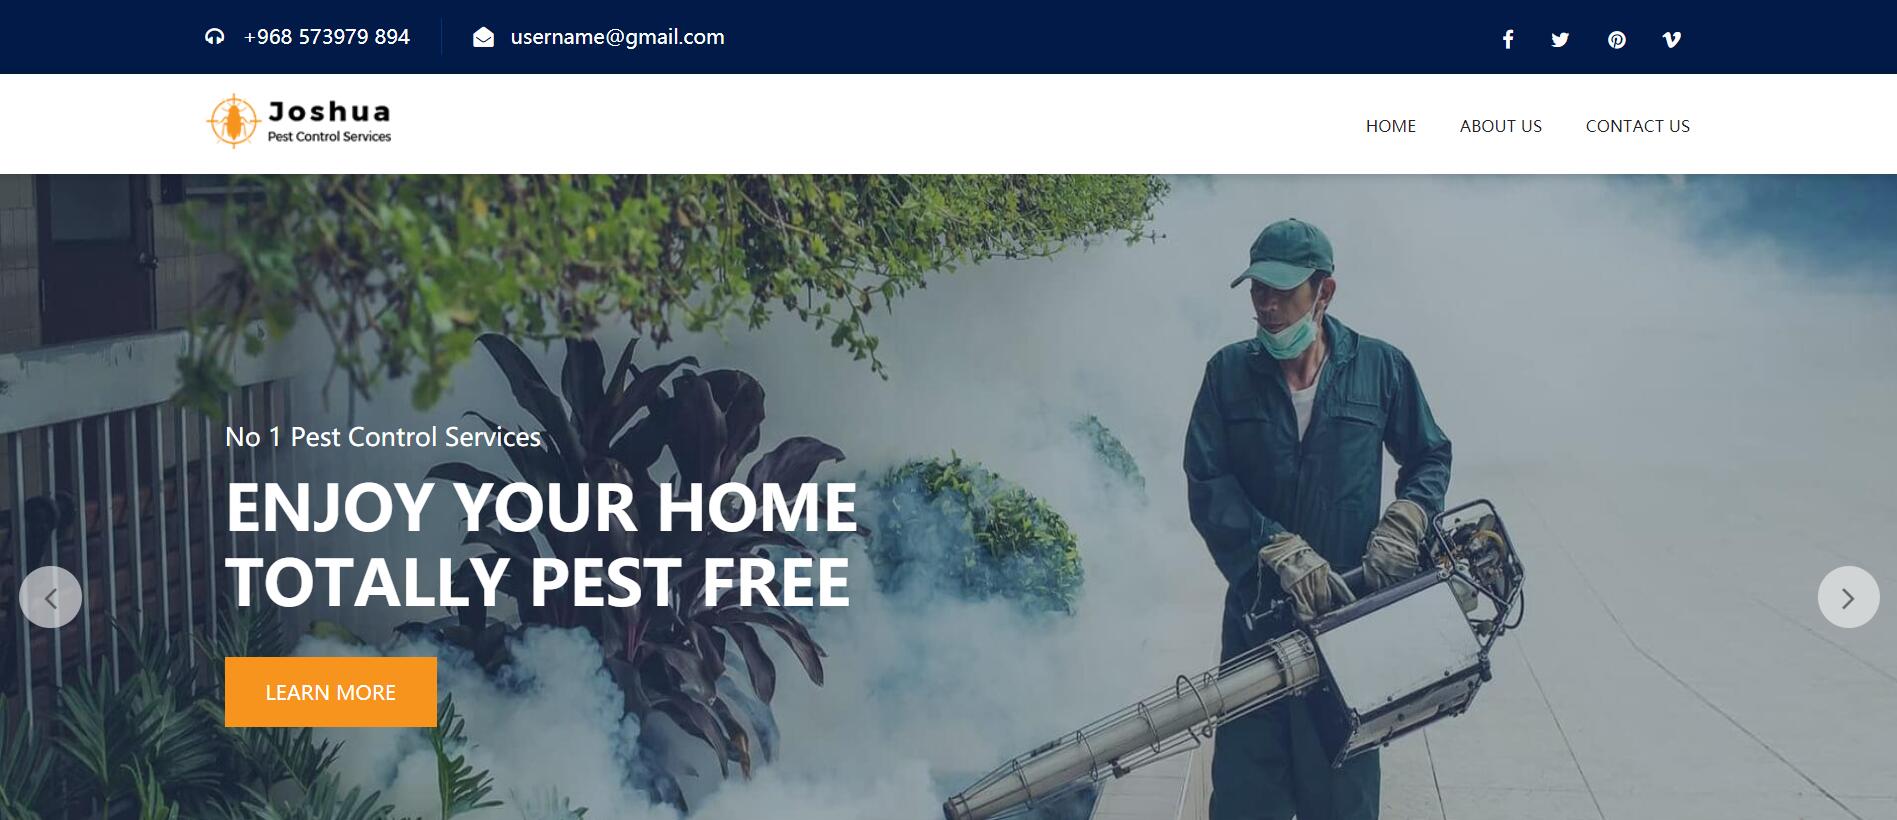 +968 573979 894
username@gmail.com
Joshua
Pest Control Services
HOME
ABOUT US
CONTACT US
No 1 Pest Control Services
ENJOY YOUR HOME
TOTALLY PEST FREE
LEARN MORE